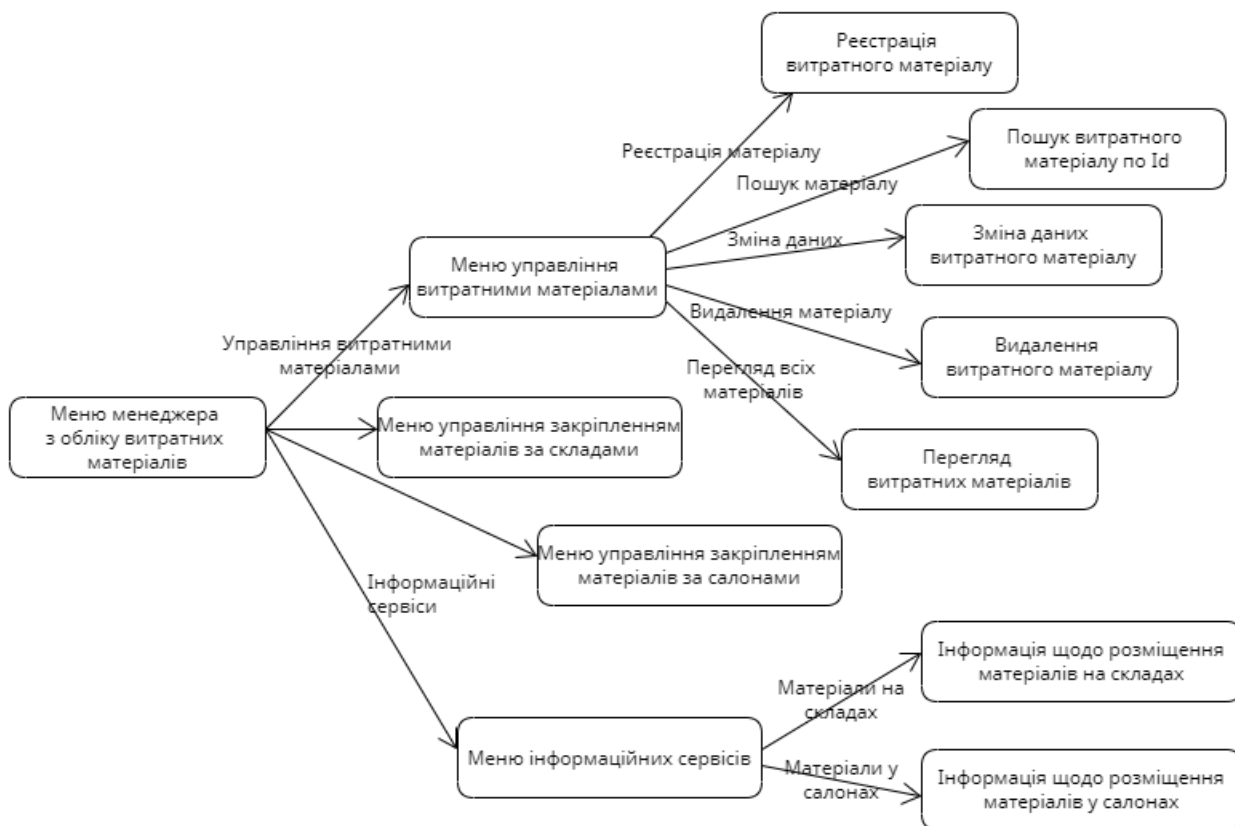 Реєстрація
витратного матеріалу
Реєстрація матеріалу
Пошук витратного
матеріалу по Id
Пошук матеріалу
Зміна даних
Зміна даних
витратного матеріалу
Меню управління
витратними матеріалами
Видалення матеріалу
Видалення
витратного матеріалу
Управління витратними
матеріалами
Перегляд всіх
матеріалів
Меню менеджера
з обліку витратних
матеріалів
Меню управління закріпленням
матеріалів за складами
Перегляд
витратних матеріалів
Меню управління закріпленням
матеріалів за салонами
Інформаційні
сервіси
Інформація щодо розміщення
матеріалів на складах
Матеріали на
складах
Меню інформаційних сервісів
Матеріали у
салонах
Інформація щодо розміщення
матеріалів у салонах